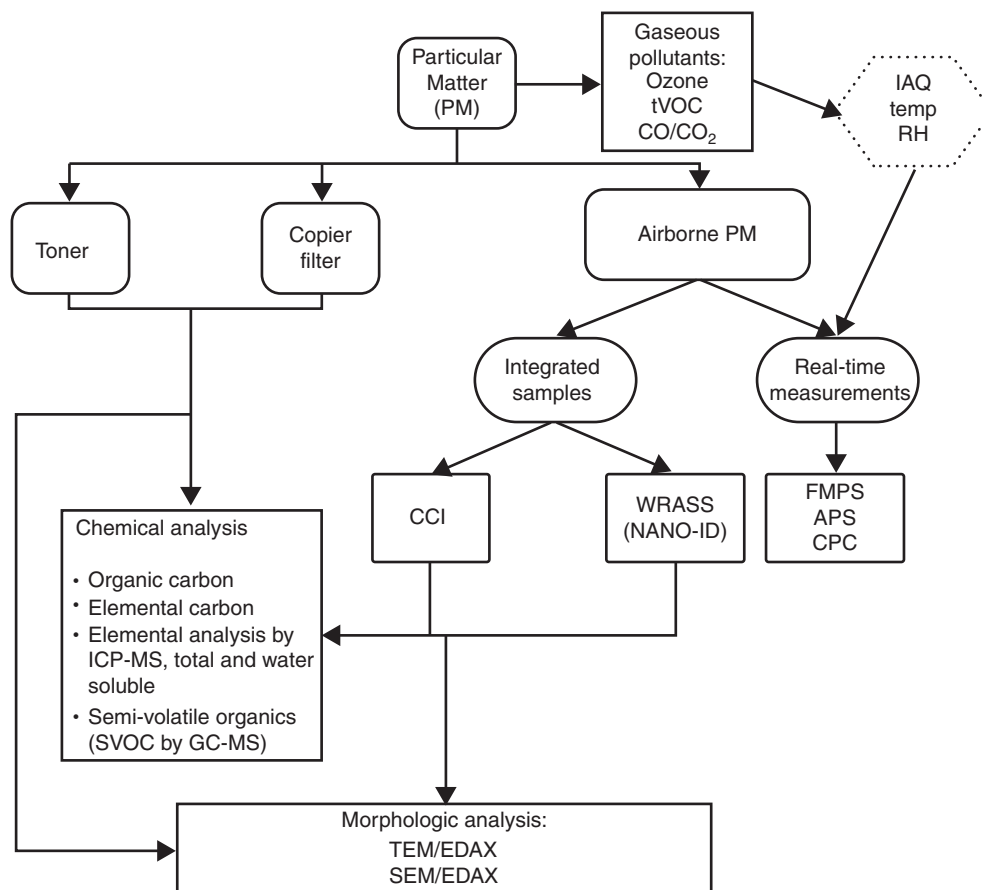 Particular
Matter
(PM)
Gaseous
pollutants:
Ozone
tVOC
CO/CO₂
IAQ
temp
RH
Toner
Copier
filter
Airborne PM
Integrated
samples
Real-time
measurements
CCI
WRASS
(NANO-ID)
FMPS
APS
CPC
Chemical analysis
• Organic carbon
• Elemental carbon
• Elemental analysis by
ICP-MS, total and water
soluble
• Semi-volatile organics
(SVOC by GC-MS)
Morphologic analysis:
TEM/EDAX
SEM/EDAX